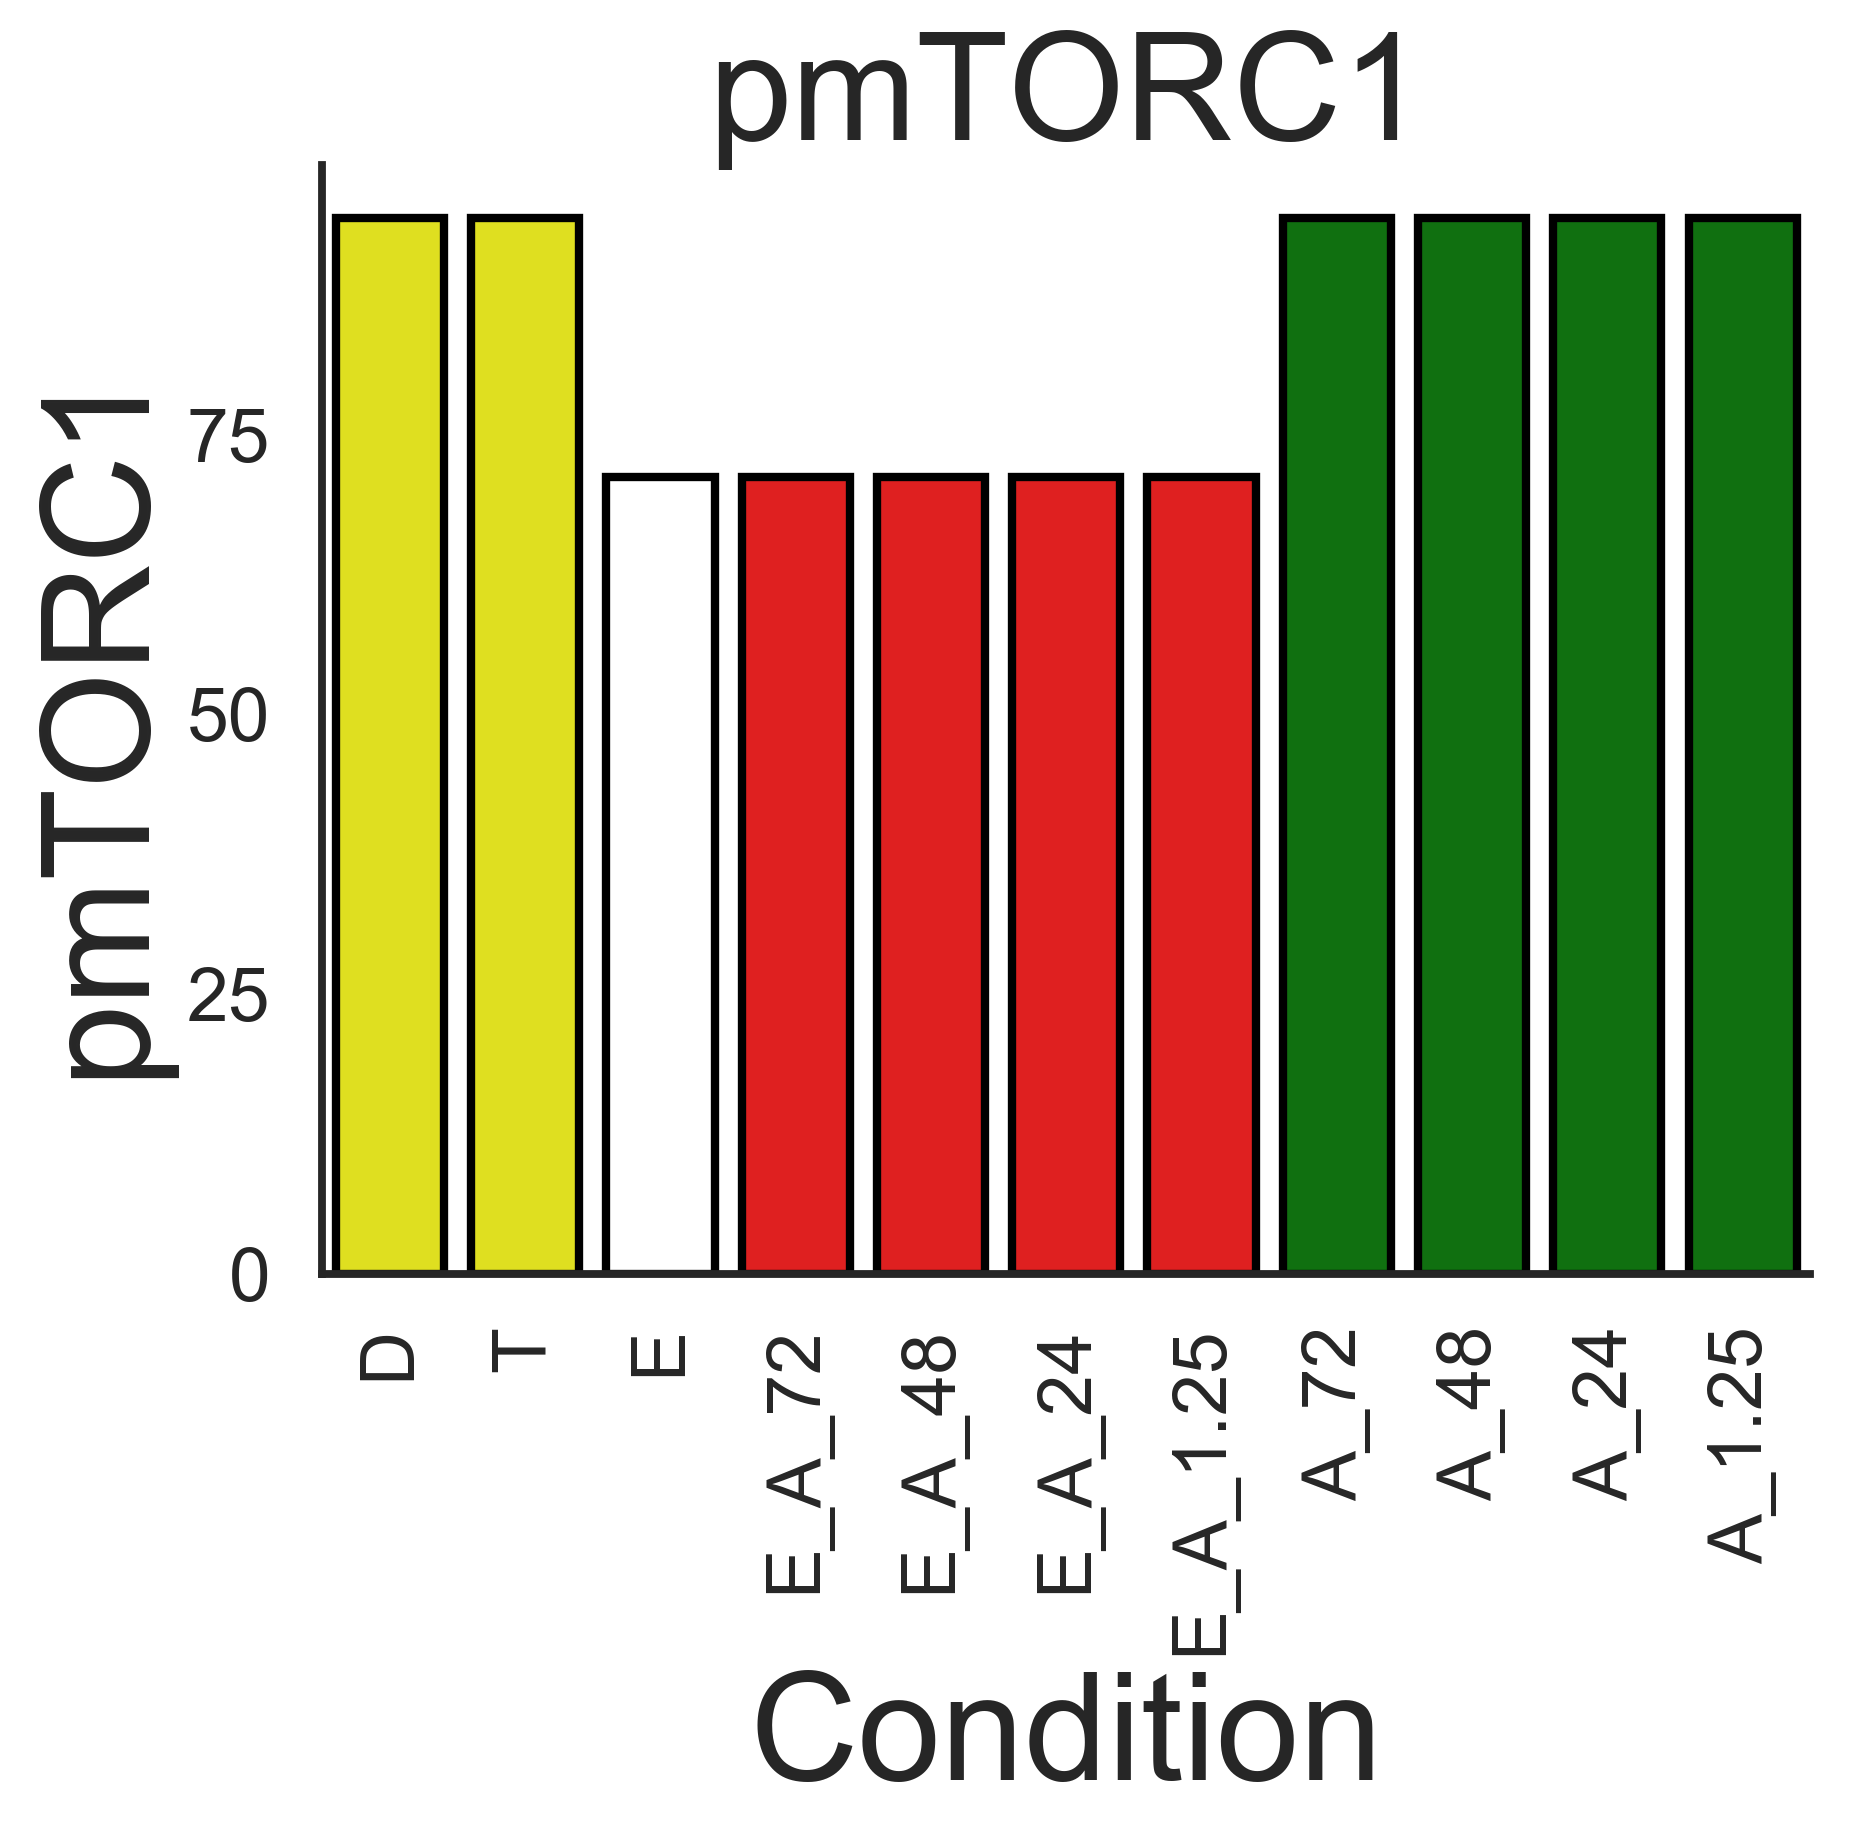 pmTORC1
pmTORC1
75
50
25
0
D
T
E
E_A_72
E_A_48
E_A_24
E_A_1.25
A_72
A_48
A_24
A_1.25
Condition